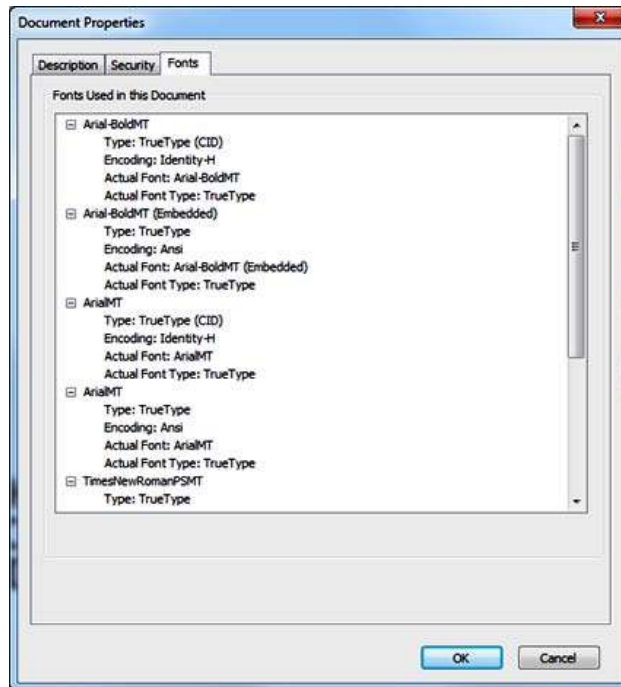 Document Properties
Description Security Fonts
Fonts Used in this Document
Arial-BoldMT
Type: TrueType (CID)
Encoding: Identity-H
Actual Font: Arial-BoldMT
Actual Font Type: TrueType
Arial-BoldMT (Embedded)
Type: TrueType
Encoding: Ansi
Actual Font: Arial-BoldMT (Embedded)
Actual Font Type: TrueType
ArialMT
Type: TrueType (CID)
Encoding: Identity-H
Actual Font: ArialMT
Actual Font Type: TrueType
ArialMT
Type: TrueType
Encoding: Ansi
Actual Font: ArialMT
Actual Font Type: TrueType
TimesNewRomanPSMT
Type: TrueType
OK Cancel